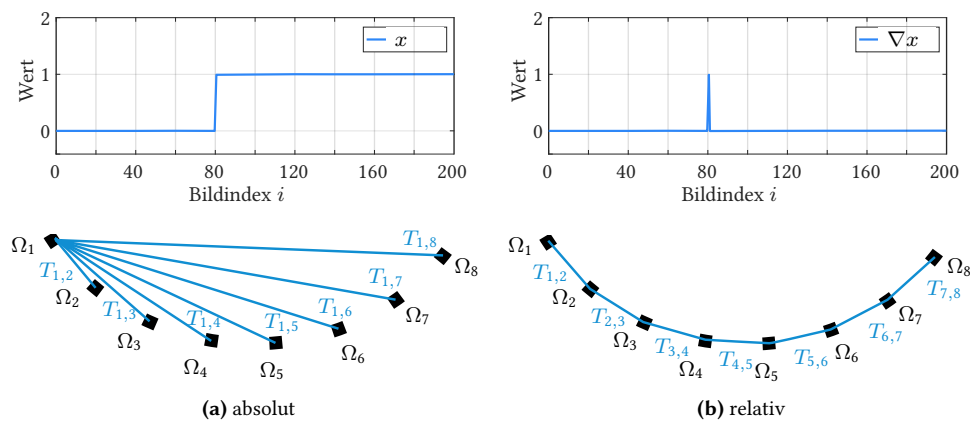 2
1
0
Wert
x
0
40
80
120
160
200
Bildindex i
2
1
0
Wert
∇x
0
40
80
120
160
200
Bildindex i
Ω₁
T₁,₂
Ω₂
T₁,₃
Ω₃
T₁,₄
Ω₄
T₁,₅
Ω₅
T₁,₆
Ω₆
T₁,₇
Ω₇
T₁,₈
Ω₈
(a) absolut
Ω₁
T₁,₂
Ω₂
T₂,₃
Ω₃
T₃,₄
Ω₄
T₄,₅
Ω₅
T₅,₆
Ω₆
T₆,₇
Ω₇
T₇,₈
Ω₈
(b) relativ